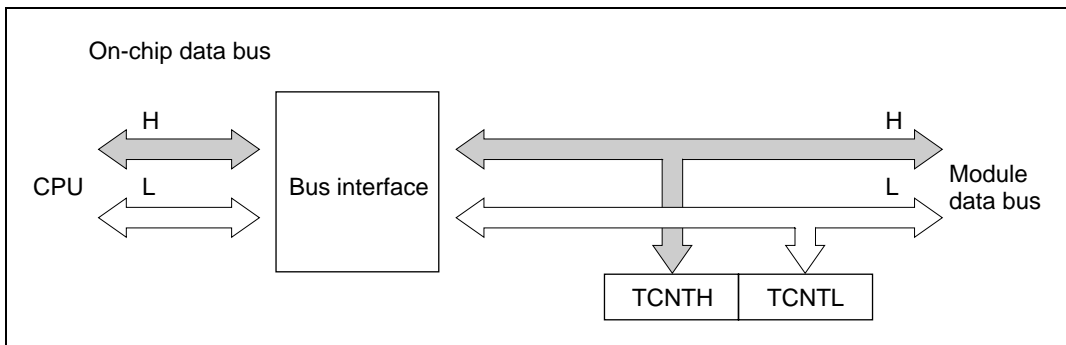 On-chip data bus
H
H
CPU
L
Bus interface
L
Module
data bus
TCNTH
TCNTL